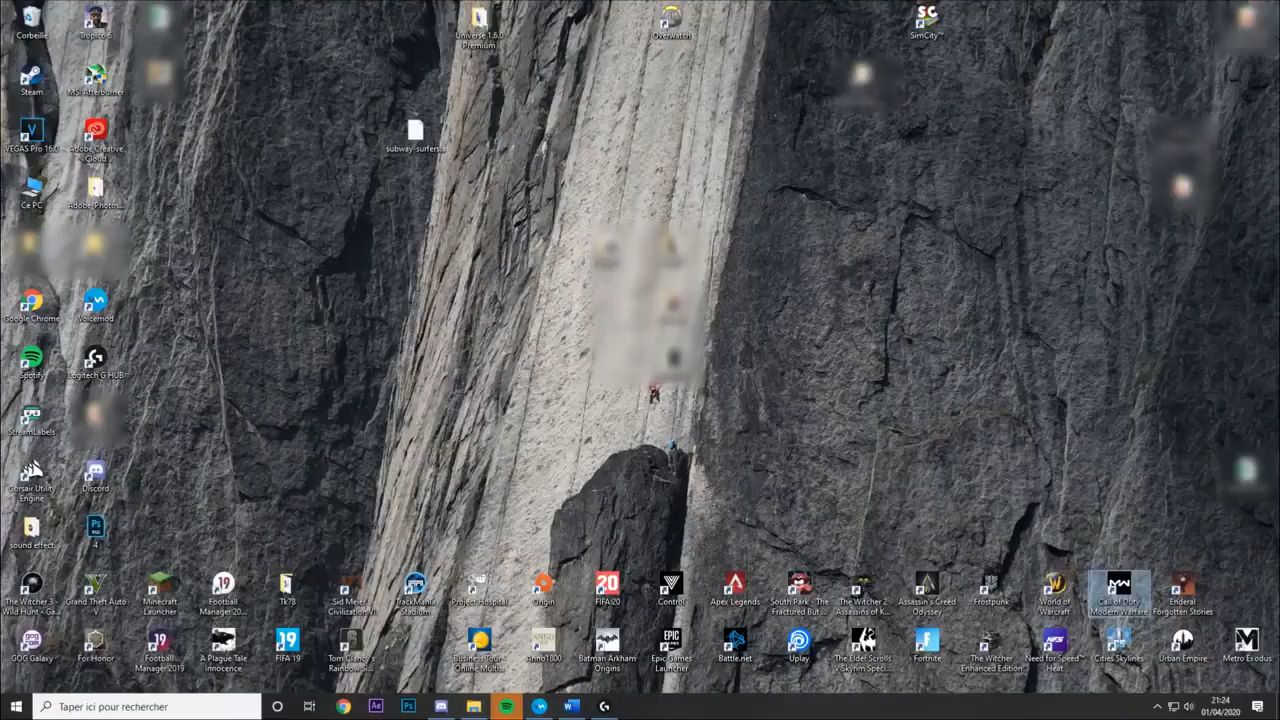 Corbeille
Tropico 6
Universe 1.6.0
Premium
Overwatch
SimCity™
Steam
MSI Afterburner
VEGAS Pro 16.0
Adobe Creative
Cloud
subway-surfers...
Ce PC
Adobe-Photos...
Google Chrome
Voicemod
Spotify
Logitech G HUB
StreamLabels
Corsair Utility
Engine
Discord
sound effect
4
The Witcher 3 -
Wild Hunt - Ga...
Grand Theft Auto
V
Minecraft
Launcher
Football
Manager 20...
Tk78
Sid Meier's
Civilization VI
TrackMania
Stadium
Project Hospital
Origin
FIFA 20
Control
Apex Legends
South Park - The
Fractured But ...
The Witcher 2
Assassins of K...
Assassin's Creed
Odyssey
Frostpunk
World of
Warcraft
Call of Duty
Modern Warfare
Enderal
Forgotten Stories
GOG Galaxy
For Honor
Football
Manager2019
A Plague Tale
Innocence
FIFA 19
Tom Clancy's
Rainbow Si...
Business Tour -
Online Multi...
Anno1800
Batman Arkham
Origins
Epic Games
Launcher
Battle.net
Uplay
The Elder Scrolls
V Skyrim Speci...
Fortnite
The Witcher
Enhanced Edition
Need for Speed™
Heat
Cities Skylines
Urban Empire
Metro Exodus
Taper ici pour rechercher
21:24
01/04/2020